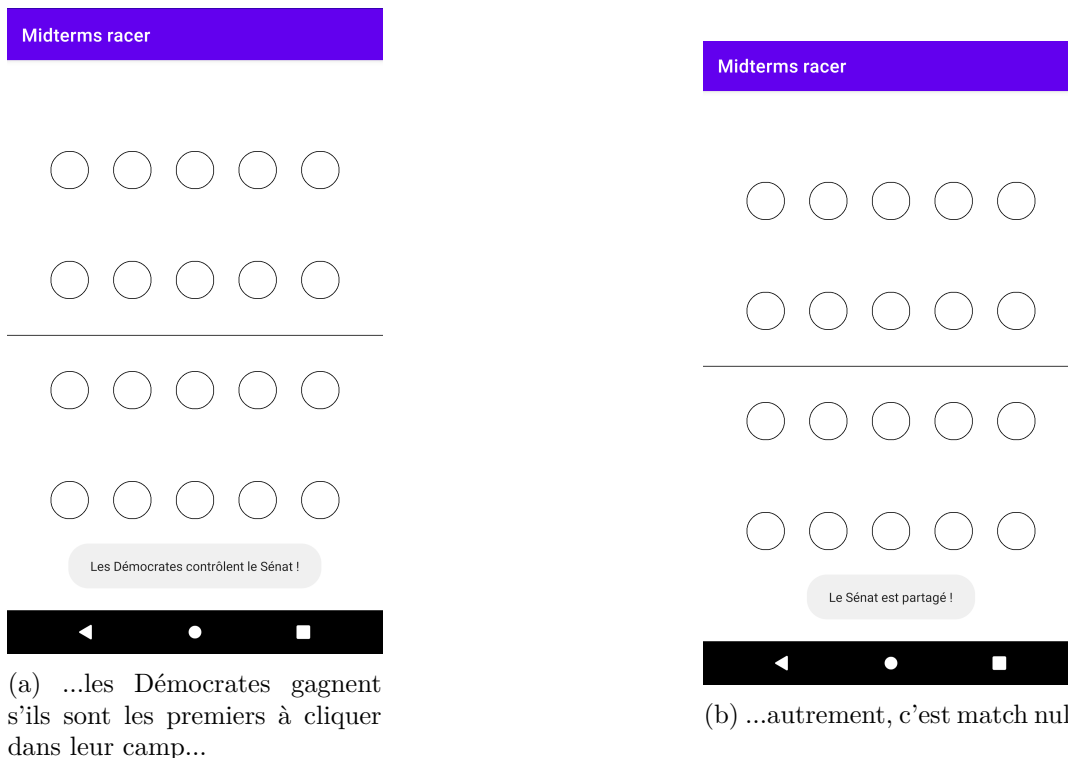 Midterms racer
Les Démocrates contrôlent le Sénat !
(a) ...les Démocrates gagnent
s'ils sont les premiers à cliquer
dans leur camp...
Midterms racer
Le Sénat est partagé !
(b) ...autrement, c'est match nul